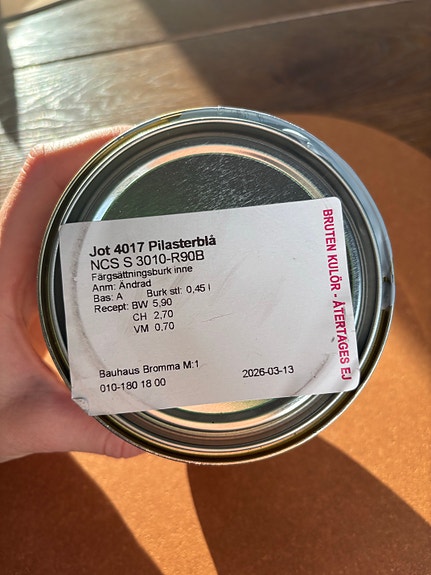 Jot 4017 Pilasterblå
NCS S 3010-R90B
Färgsättningsburk inne
Anm: Ändrad
Bas: A Burk stl: 0,45 l
Recept: BW 5,90
CH 2,70
VM 0,70
Bauhaus Bromma M:1
010-180 18 00 2026-03-13
BRUTEN KULÖR - ÅTERTAGES EJ